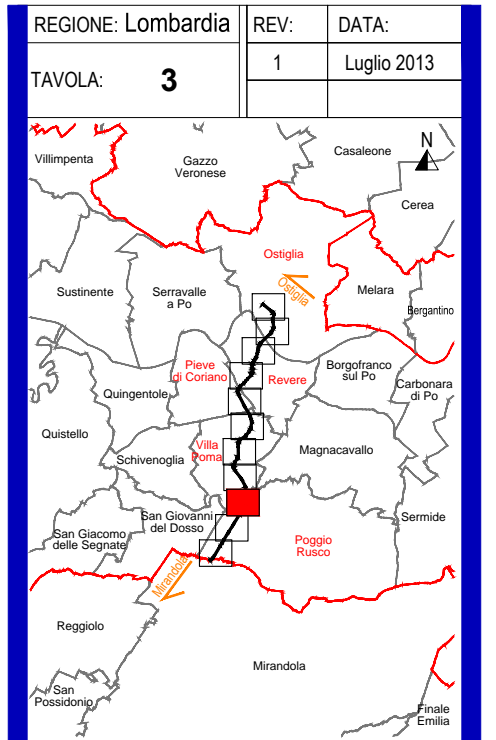 REGIONE: Lombardia
REV:
DATA:
TAVOLA: 3
1
Luglio 2013
N
Villimpenta
Gazzo
Veronese
Casaleone
Cerea
Ostiglia
Ostiglia
Sustinente
Serravalle
a Po
Melara
Bergantino
Pieve
di Coriano
Revere
Borgofranco
sul Po
Carbonara
di Po
Quingentole
Quistello
Villa
Poma
Schivenoglia
Magnacavallo
San Giovanni
del Dosso
Sermide
San Giacomo
delle Segnate
Poggio
Rusco
Mirandola
Reggiolo
Mirandola
San
Possidonio
Finale
Emilia